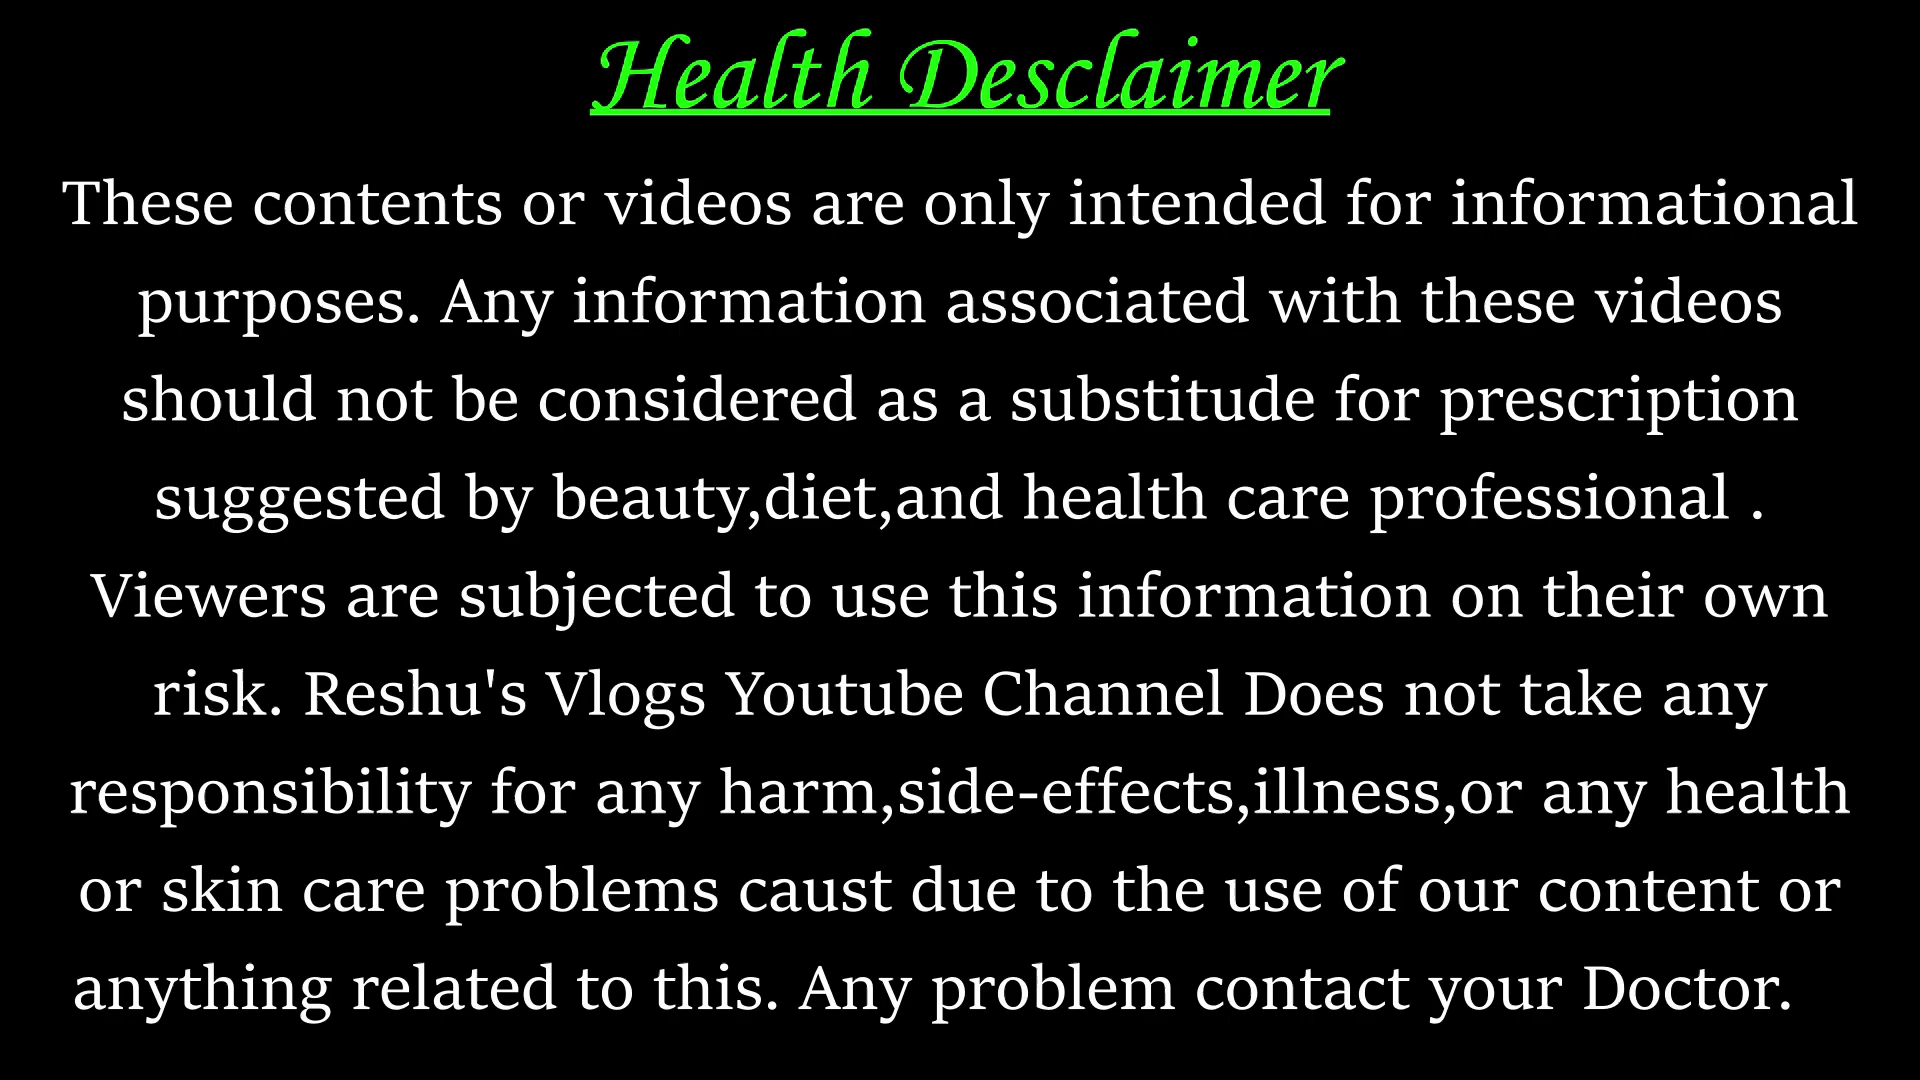 Health Desclaimer
These contents or videos are only intended for informational
purposes. Any information associated with these videos
should not be considered as a substitude for prescription
suggested by beauty,diet,and health care professional .
Viewers are subjected to use this information on their own
risk. Reshu's Vlogs Youtube Channel Does not take any
responsibility for any harm,side-effects,illness,or any health
or skin care problems caust due to the use of our content or
anything related to this. Any problem contact your Doctor.